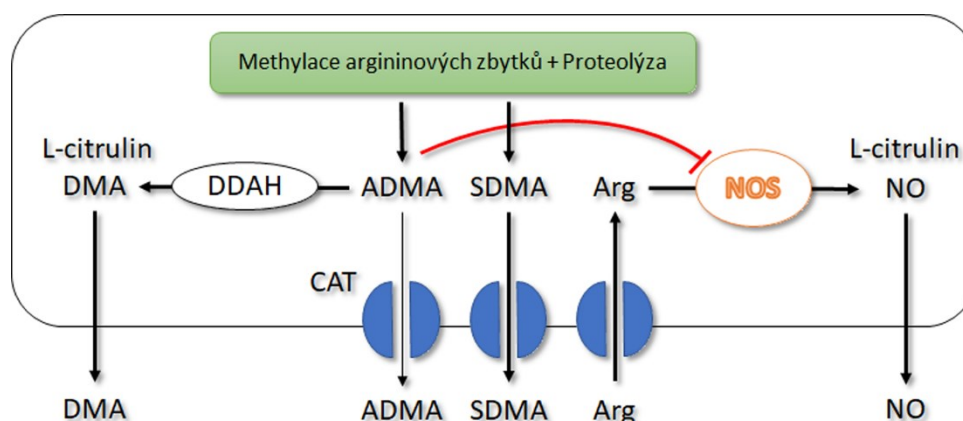 Methylace argininových zbytků + Proteolýza
L-citrulin
L-citrulin
DMA
DDAH
ADMA
SDMA
Arg
NOS
NO
CAT
DMA
ADMA
SDMA
Arg
NO